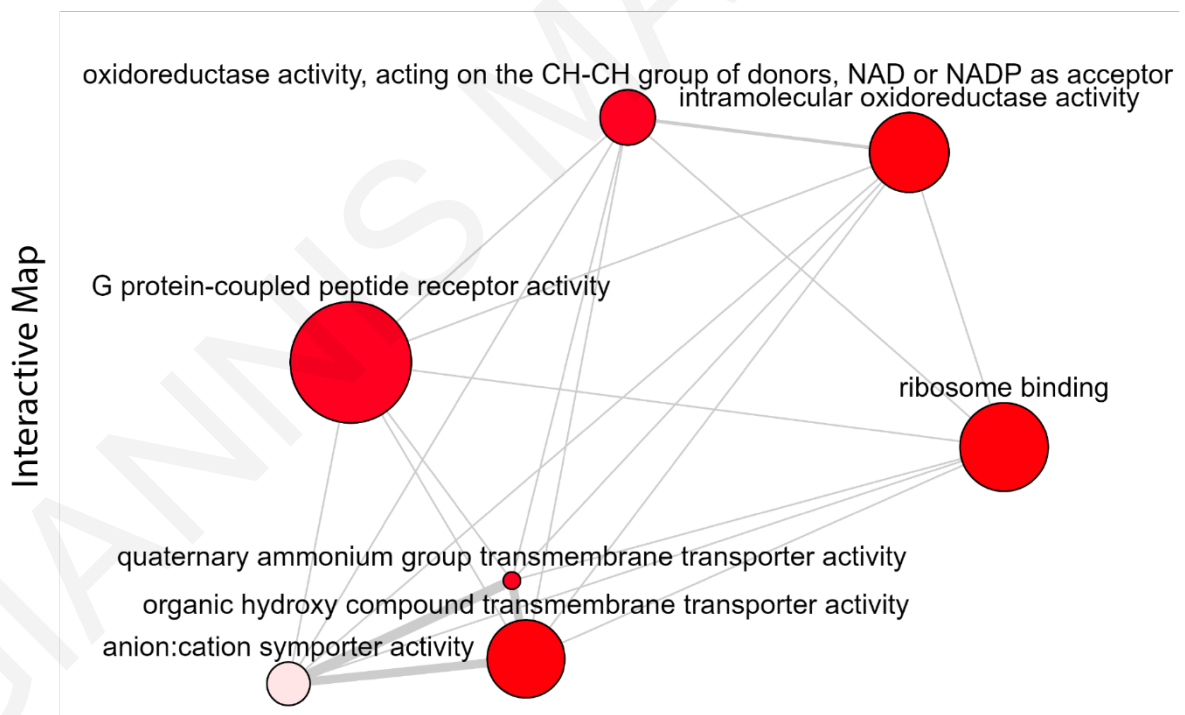 oxidoreductase activity, acting on the CH-CH group of donors, NAD or NADP as acceptor
intramolecular oxidoreductase activity
G protein-coupled peptide receptor activity
Interactive Map
ribosome binding
quaternary ammonium group transmembrane transporter activity
organic hydroxy compound transmembrane transporter activity
anion:cation symporter activity